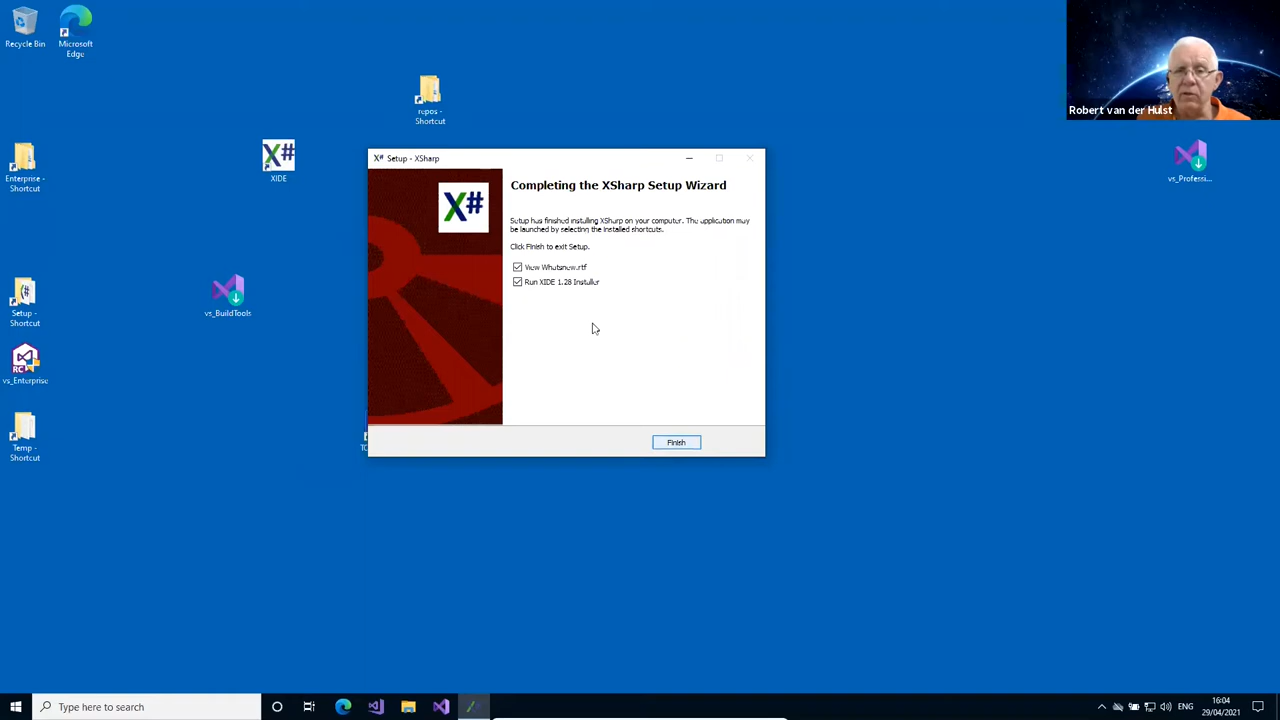 Recycle Bin
Microsoft
Edge
repos -
Shortcut
Robert van der Hulst
Enterprise -
Shortcut
X#
XIDE
vs_Professi...
X# Setup - XSharp
X#
Completing the XSharp Setup Wizard
Setup has finished installing XSharp on your computer. The application may
be launched by selecting the installed shortcuts.
Click Finish to exit Setup.
View Whatsnew.rtf
Run XIDE 1.28 Installer
Setup -
Shortcut
vs_BuildTools
RC
vs_Enterprise
Temp -
Shortcut
Finish
Type here to search
ENG
16:04
29/04/2021